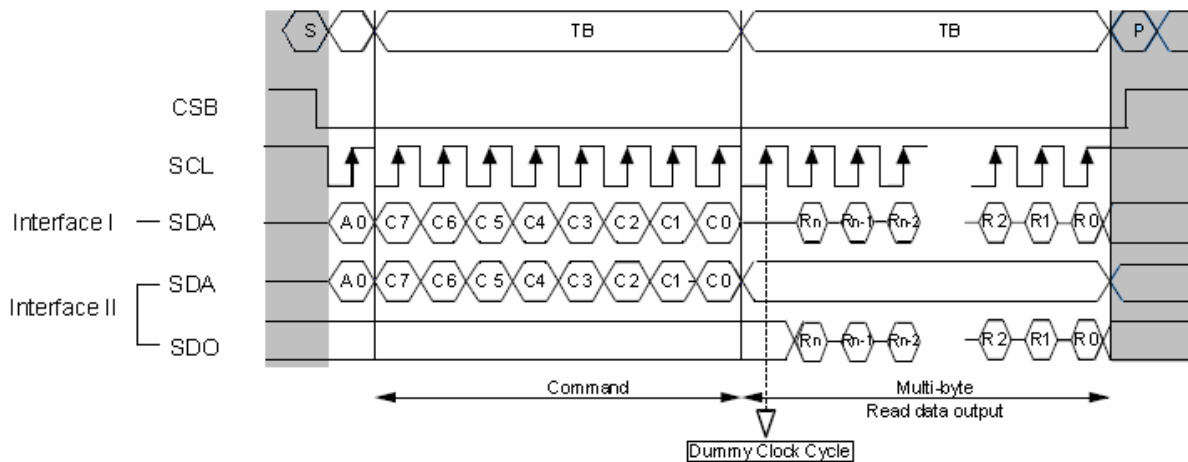 S TB TB P
CSB
SCL
Interface I SDA A0 C7 C6 C5 C4 C3 C2 C1 C0 Rn Rn-1 Rn-2 R2 R1 R0
SDA A0 C7 C6 C5 C4 C3 C2 C1 C0
Interface II
SDO Rn Rn-1 Rn-2 R2 R1 R0
Command Multi-byte
Read data output
Dummy Clock Cycle